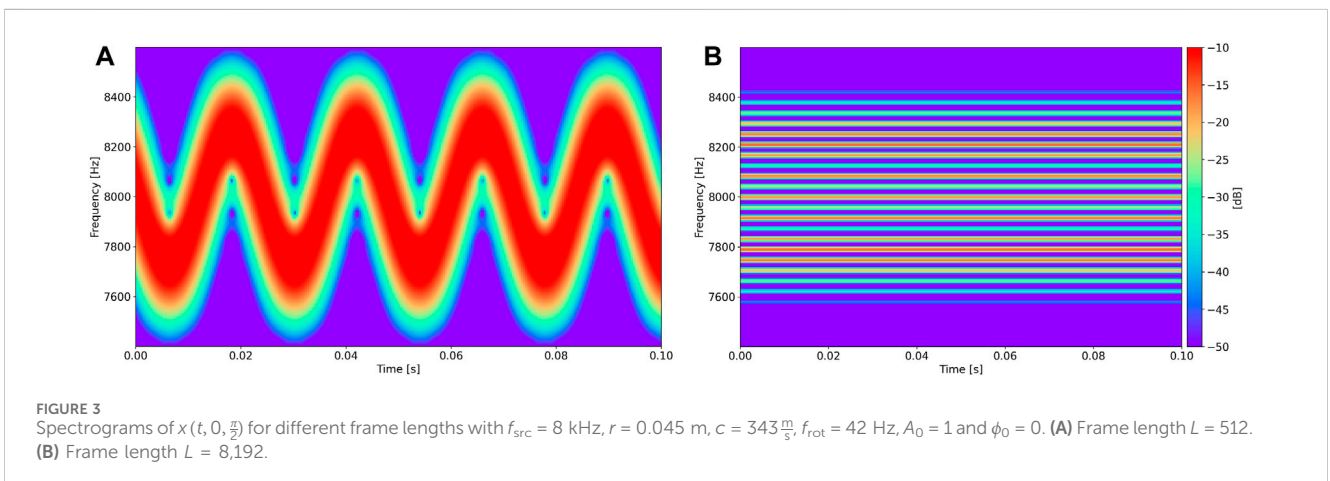 A
B
8400
8200
8000
7800
7600
Frequency [Hz]
0.00 0.02 0.04 0.06 0.08 0.10
Time [s]
8400
8200
8000
7800
7600
Frequency [Hz]
0.00 0.02 0.04 0.06 0.08 0.10
Time [s]
−10
−15
−20
−25
−30
−35
−40
−45
−50
[dB]
FIGURE 3
Spectrograms of x (t, 0, π/2) for different frame lengths with f_src = 8 kHz, r = 0.045 m, c = 343 m/s, f_rot = 42 Hz, A₀ = 1 and ϕ₀ = 0. (A) Frame length L = 512.
(B) Frame length L = 8,192.